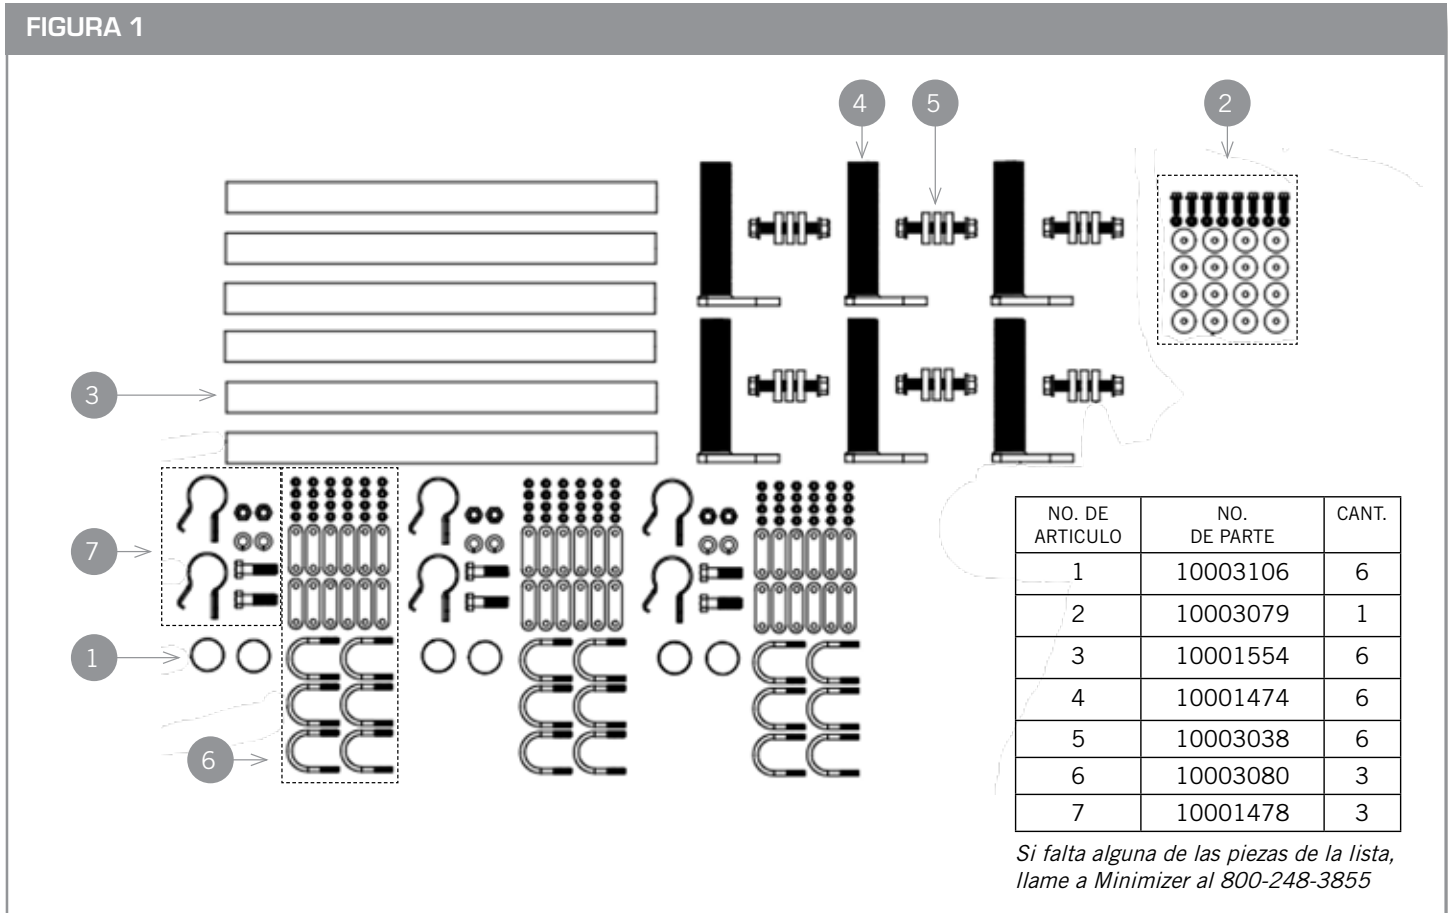 FIGURA 1
4
5
2
3
7
1
6
NO. DE ARTICULO NO. DE PARTE CANT.
1 10003106 6
2 10003079 1
3 10001554 6
4 10001474 6
5 10003038 6
6 10003080 3
7 10001478 3
Si falta alguna de las piezas de la lista,
llame a Minimizer al 800-248-3855